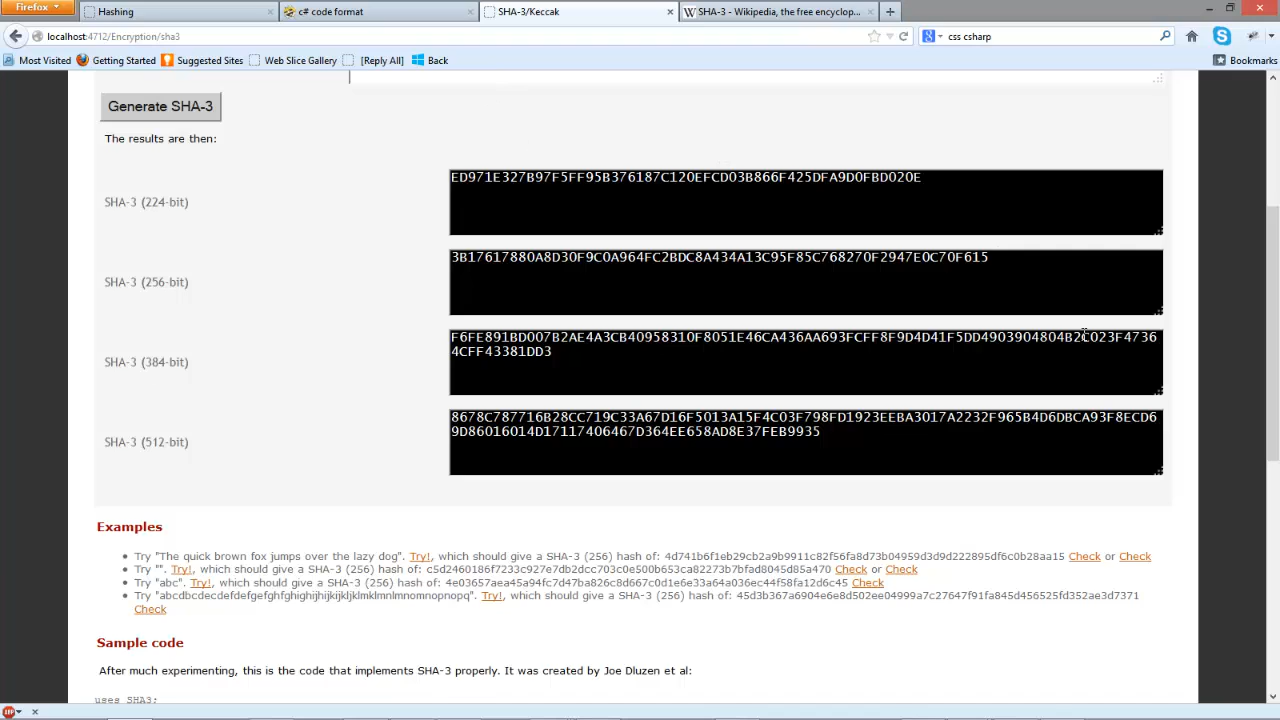 Firefox
Hashing
c# code format
SHA-3/Keccak
SHA-3 - Wikipedia, the free encyclop...
localhost:4712/Encryption/sha3
css csharp
Most Visited
Getting Started
Suggested Sites
Web Slice Gallery
[Reply All]
Back
Bookmarks
Generate SHA-3
The results are then:
SHA-3 (224-bit)
ED971E327B97F5FF95B376187C120EFCD03B866F425DFA9D0FBD020E
SHA-3 (256-bit)
3B17617880A8D30F9C0A964FC2BDC8A434A13C95F85C768270F2947E0C70F615
SHA-3 (384-bit)
F6FE891BD007B2AE4A3CB40958310F8051E46CA436AA693FCFF8F9D4D41F5DD4903904804B2C023F4736
4CFF43381DD3
SHA-3 (512-bit)
8678C787716B28CC719C33A67D16F5013A15F4C03F798FD1923EEBA3017A2232F965B4D6DBCA93F8ECD6
9D86016014D17117406467D364EE658AD8E37FEB9935
Examples
Try "The quick brown fox jumps over the lazy dog". Try!, which should give a SHA-3 (256) hash of: 4d741b6f1eb29cb2a9b9911c82f56fa8d73b04959d3d9d222895df6c0b28aa15 Check or Check
Try "". Try!, which should give a SHA-3 (256) hash of: c5d2460186f7233c927e7db2dcc703c0e500b653ca82273b7bfad8045d85a470 Check or Check
Try "abc". Try!, which should give a SHA-3 (256) hash of: 4e03657aea45a94fc7d47ba826c8d667c0d1e6e33a64a036ec44f58fa12d6c45 Check
Try "abcdbcdecdefdefgefghfghighijhijkijkljklmklmnlmnomnopnopq". Try!, which should give a SHA-3 (256) hash of: 45d3b367a6904e6e8d502ee04999a7c27647f91fa845d456525fd352ae3d7371
Check
Sample code
After much experimenting, this is the code that implements SHA-3 properly. It was created by Joe Dluzen et al:
uses SHA3;